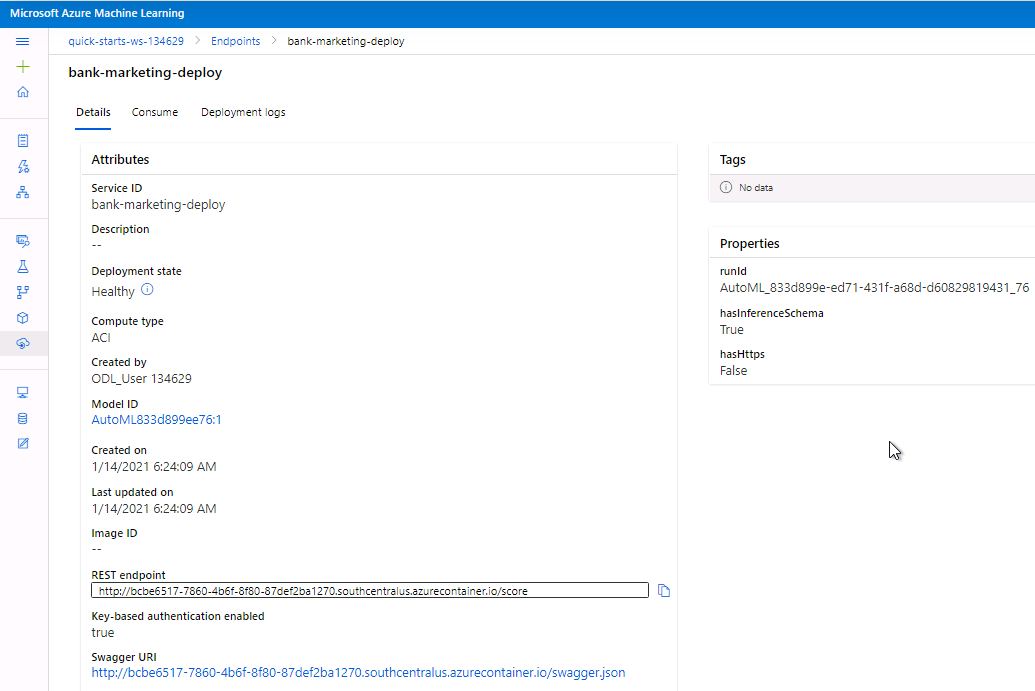 Microsoft Azure Machine Learning
quick-starts-ws-134629 > Endpoints > bank-marketing-deploy
bank-marketing-deploy
Details Consume Deployment logs
Attributes
Service ID
bank-marketing-deploy
Description
--
Deployment state
Healthy
Compute type
ACI
Created by
ODL_User 134629
Model ID
AutoML833d899ee76:1
Created on
1/14/2021 6:24:09 AM
Last updated on
1/14/2021 6:24:09 AM
Image ID
--
REST endpoint
http://bcbe6517-7860-4b6f-8f80-87def2ba1270.southcentralus.azurecontainer.io/score
Key-based authentication enabled
true
Swagger URI
http://bcbe6517-7860-4b6f-8f80-87def2ba1270.southcentralus.azurecontainer.io/swagger.json
Tags
No data
Properties
runId
AutoML_833d899e-ed71-431f-a68d-d60829819431_76
hasInferenceSchema
True
hasHttps
False